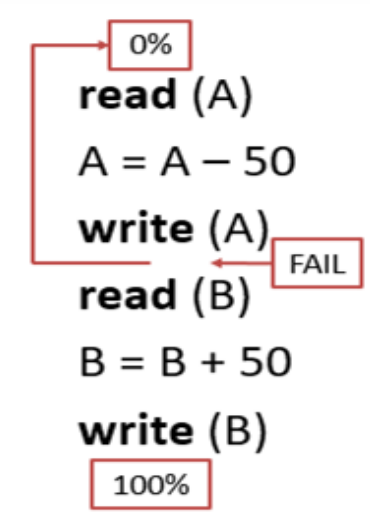 0%
read (A)
A = A – 50
write (A)
FAIL
read (B)
B = B + 50
write (B)
100%